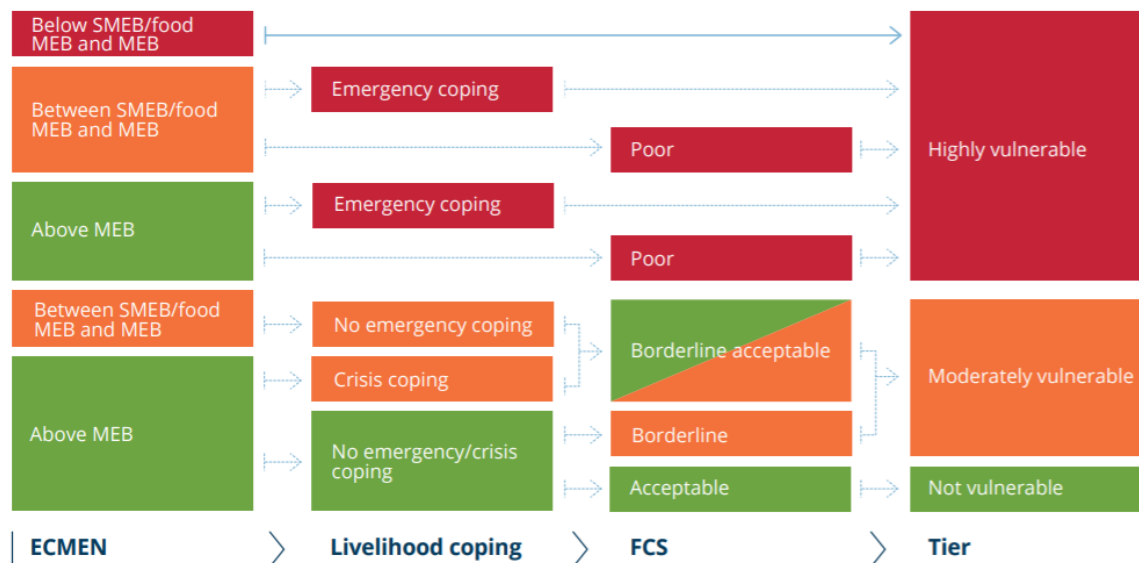 Below SMEB/food
MEB and MEB
Between SMEB/food
MEB and MEB
Emergency coping
Poor
Highly vulnerable
Above MEB
Emergency coping
Poor
Between SMEB/food
MEB and MEB
No emergency coping
Borderline acceptable
Crisis coping
Moderately vulnerable
Above MEB
No emergency/crisis
coping
Borderline
Acceptable
Not vulnerable
ECMEN
Livelihood coping
FCS
Tier